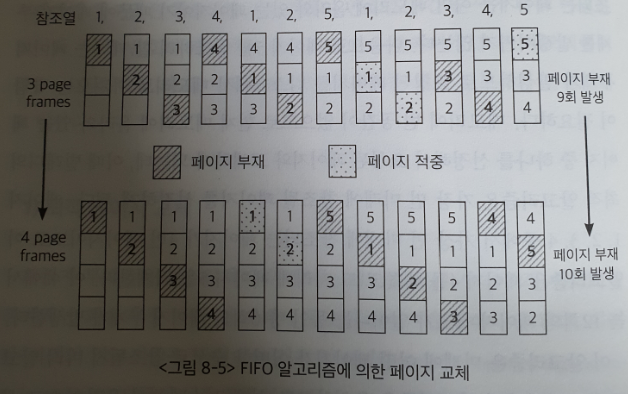 참조열 1, 2, 3, 4, 1, 2, 5, 1, 2, 3, 4, 5
1 1 1 4 4 4 5 5 5 5 5 5
3 page
frames
2 2 2 1 1 1 1 1 3 3 3
3 3 3 2 2 2 2 2 4 4
페이지 부재
9회 발생
페이지 부재 페이지 적중
1 1 1 1 1 1 5 5 5 5 4 4
4 page
frames
2 2 2 2 2 2 1 1 1 1 5
3 3 3 3 3 3 2 2 2 3
4 4 4 4 4 4 3 3 2
페이지 부재
10회 발생
<그림 8-5> FIFO 알고리즘에 의한 페이지 교체